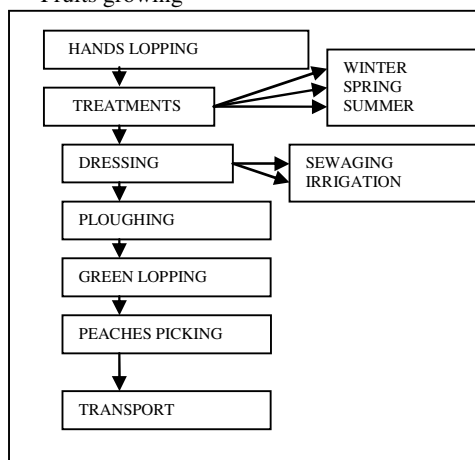 Fruits growing
HANDS LOPPING
TREATMENTS
WINTER
SPRING
SUMMER
DRESSING
SEWAGING
IRRIGATION
PLOUGHING
GREEN LOPPING
PEACHES PICKING
TRANSPORT